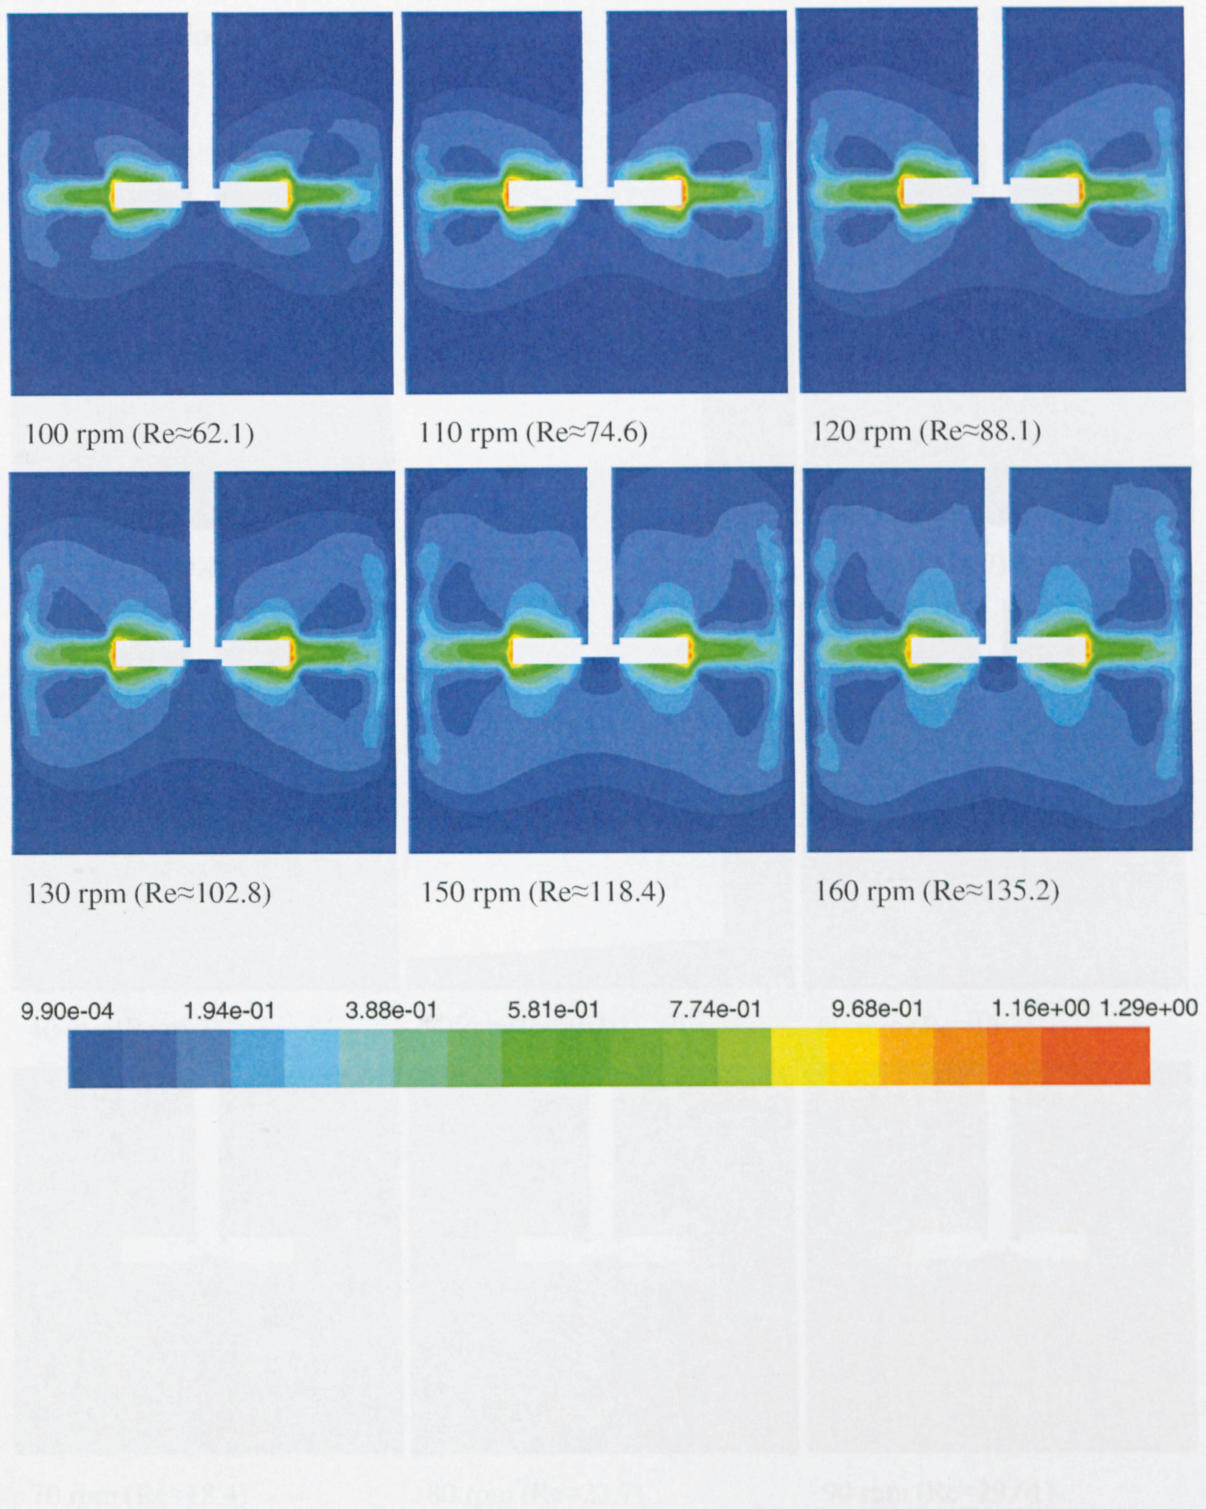 100 rpm (Re≈62.1) 110 rpm (Re≈74.6) 120 rpm (Re≈88.1)
130 rpm (Re≈102.8) 150 rpm (Re≈118.4) 160 rpm (Re≈135.2)
9.90e-04 1.94e-01 3.88e-01 5.81e-01 7.74e-01 9.68e-01 1.16e+00 1.29e+00